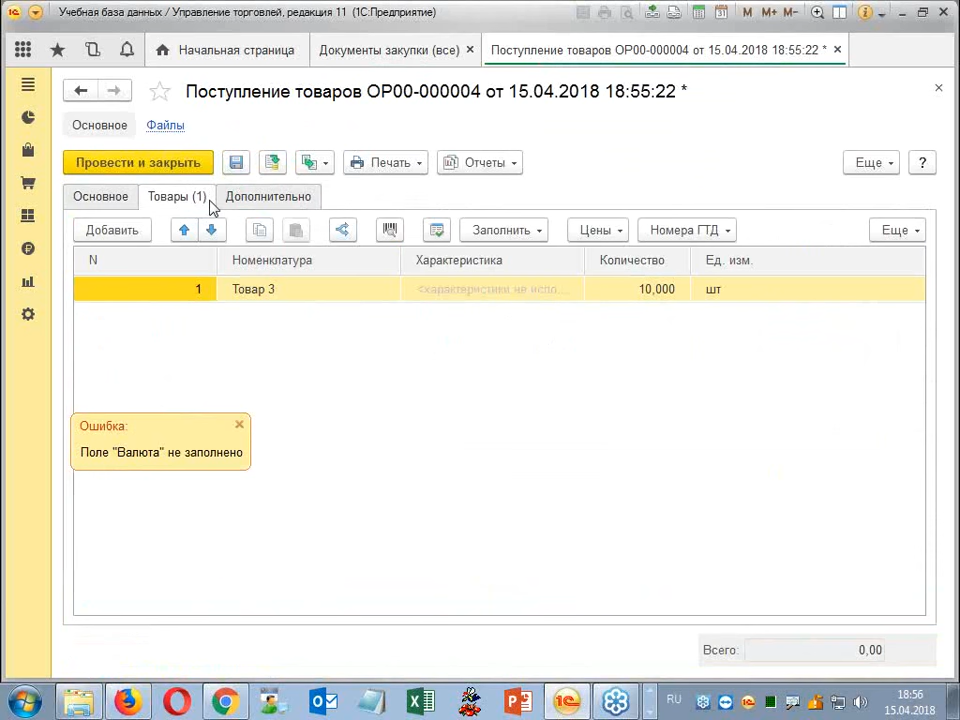 Учебная база данных / Управление торговлей, редакция 11 (1С:Предприятие)
M M+ M-
Начальная страница
Документы закупки (все) ×
Поступление товаров ОР00-000004 от 15.04.2018 18:55:22 * ×
Поступление товаров ОР00-000004 от 15.04.2018 18:55:22 *
Основное Файлы
Провести и закрыть Печать Отчеты Еще ?
Основное Товары (1) Дополнительно
Добавить Заполнить Цены Номера ГТД Еще
N Номенклатура Характеристика Количество Ед. изм.
1 Товар 3 <характеристики не испо... 10,000 шт
Ошибка:
Поле "Валюта" не заполнено
Всего: 0,00
RU
18:56
15.04.2018